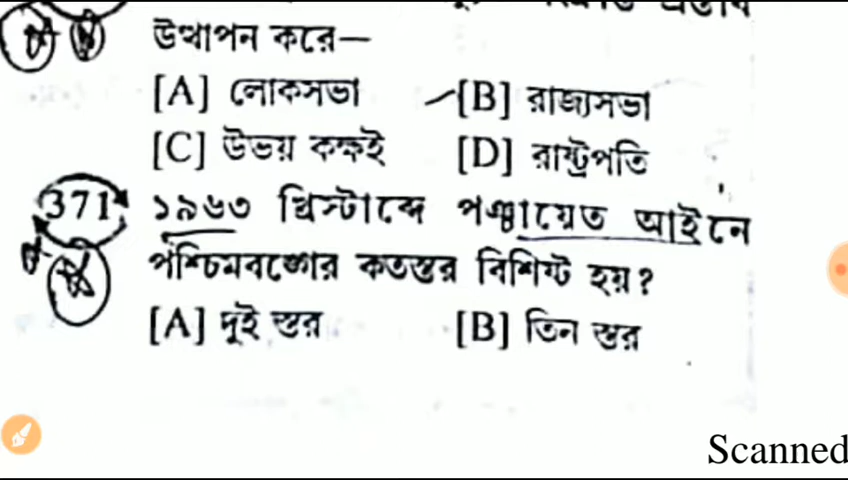 উত্থাপন করে—
[A] লোকসভা [B] রাজ্যসভা
[C] উভয় কক্ষই [D] রাষ্ট্রপতি
371 ১৯৬৩ খ্রিস্টাব্দে পঞ্চায়েত আইনে
পশ্চিমবঙ্গের কতস্তর বিশিষ্ট হয়?
[A] দুই স্তর [B] তিন স্তর
Scanned